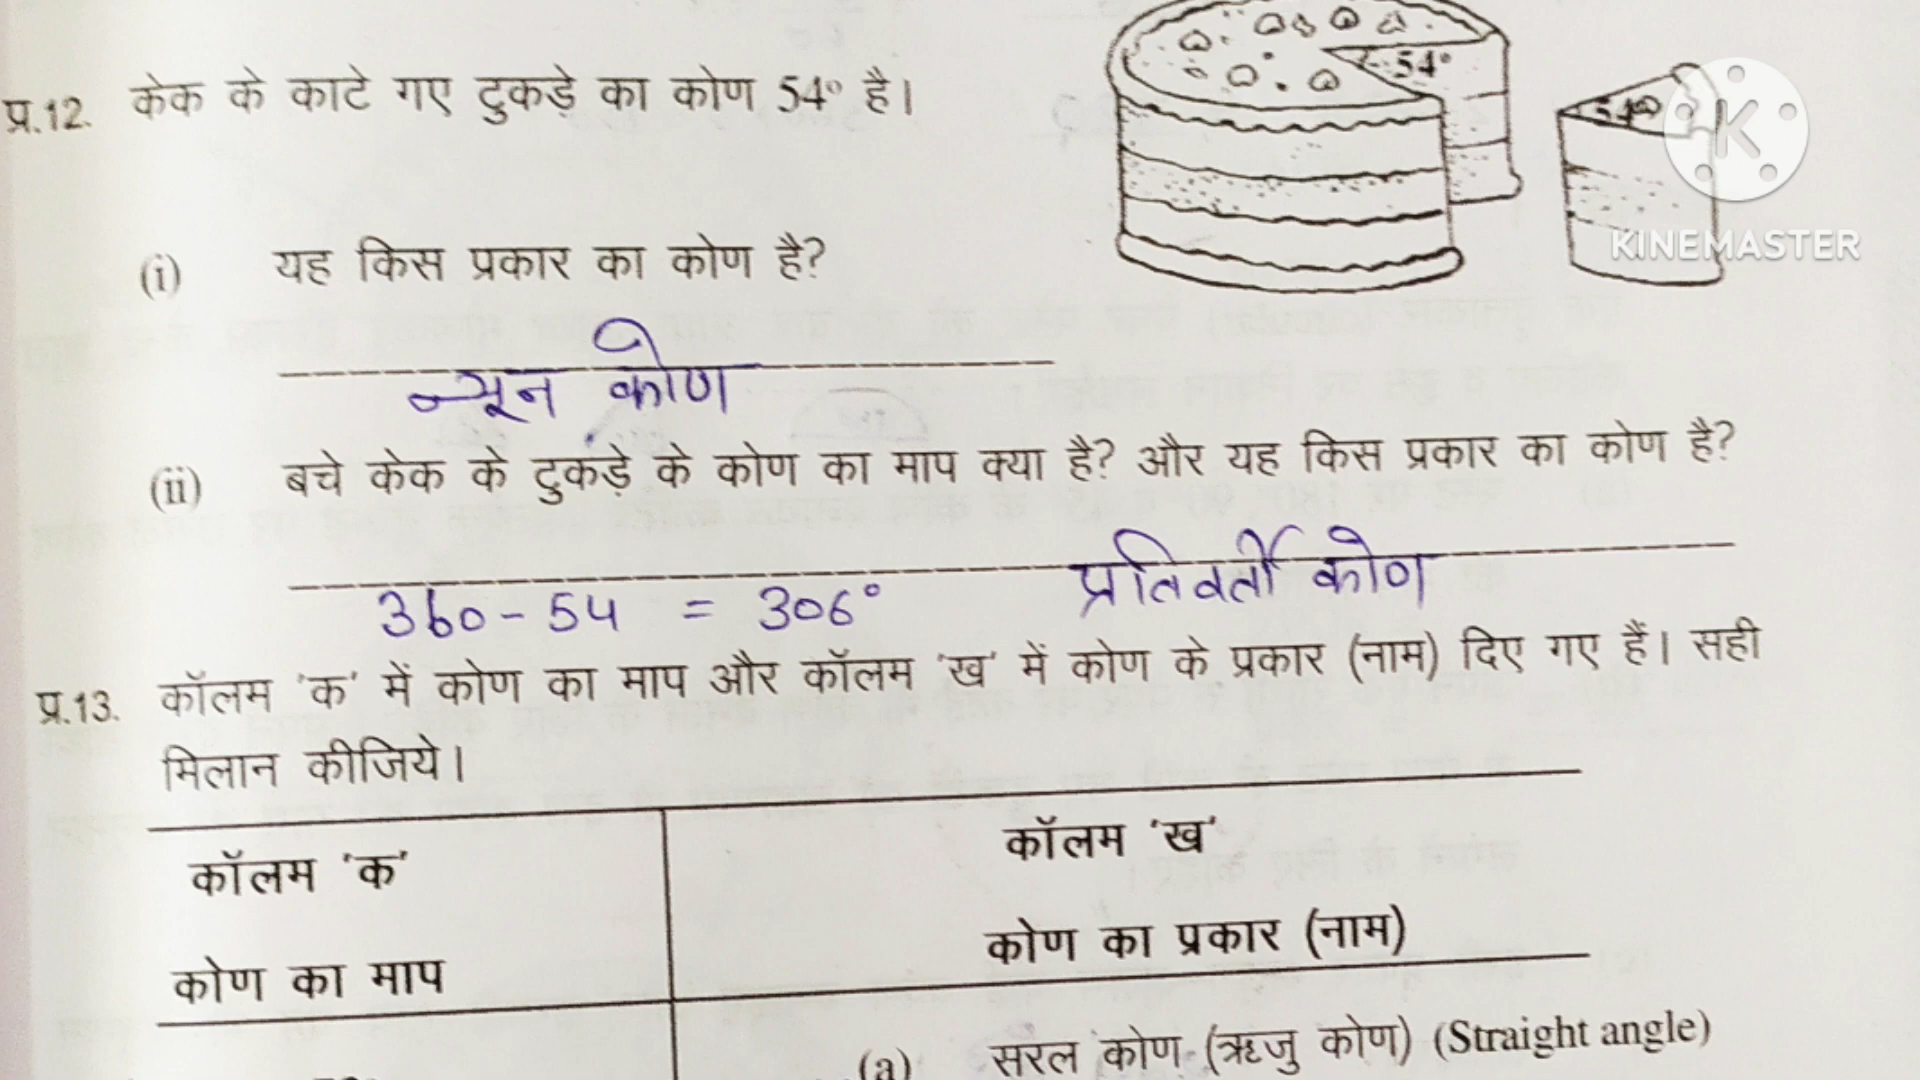 प्र.12. केक के काटे गए टुकड़े का कोण 54° है।
54°
KINEMASTER
(i) यह किस प्रकार का कोण है?
न्यून कोण
(ii) बचे केक के टुकड़े के कोण का माप क्या है? और यह किस प्रकार का कोण है?
360 - 54 = 306° प्रतिवर्ती कोण
प्र.13. कॉलम 'क' में कोण का माप और कॉलम 'ख' में कोण के प्रकार (नाम) दिए गए हैं। सही
मिलान कीजिये।
कॉलम 'क' कॉलम 'ख'
कोण का माप कोण का प्रकार (नाम)
(a) सरल कोण (ऋजु कोण) (Straight angle)